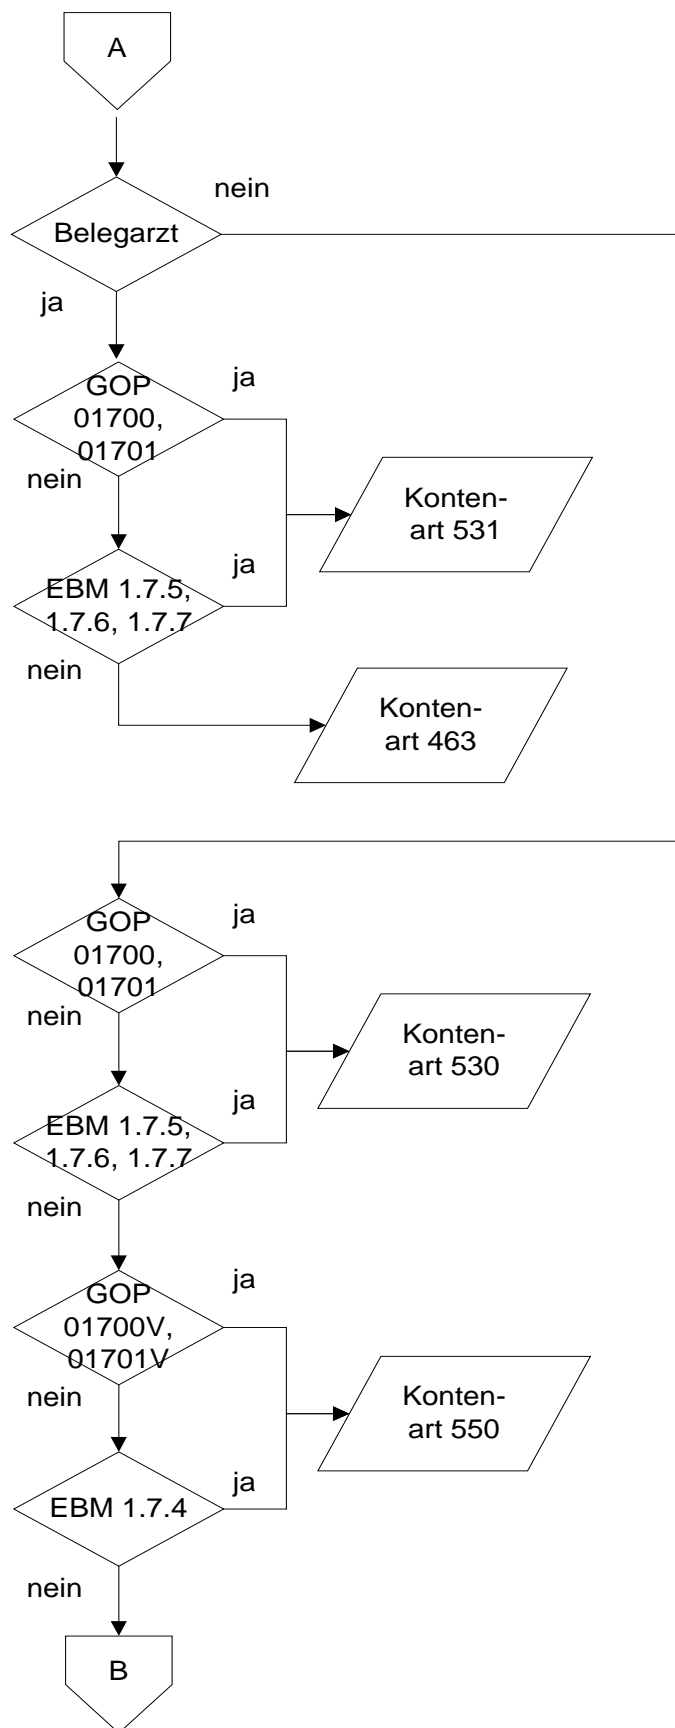 A
nein
Belegarzt
ja
GOP
01700,
01701
ja
nein
Konten-
art 531
EBM 1.7.5,
1.7.6, 1.7.7
ja
nein
Konten-
art 463
GOP
01700,
01701
ja
nein
Konten-
art 530
EBM 1.7.5,
1.7.6, 1.7.7
ja
nein
GOP
01700V,
01701V
ja
nein
Konten-
art 550
EBM 1.7.4
ja
nein
B